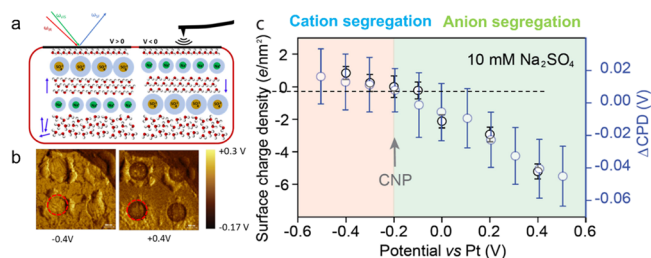 a
V > 0
V < 0
b
+0.3 V
-0.17 V
-0.4V
+0.4V
c
Cation segregation
Anion segregation
10 mM Na₂SO₄
CNP
Surface charge density (e/nm²)
2
0
-2
-4
-6
ΔCPD (V)
0.02
0.00
-0.02
-0.04
-0.06
-0.6
-0.4
-0.2
0.0
0.2
0.4
0.6
Potential vs Pt (V)